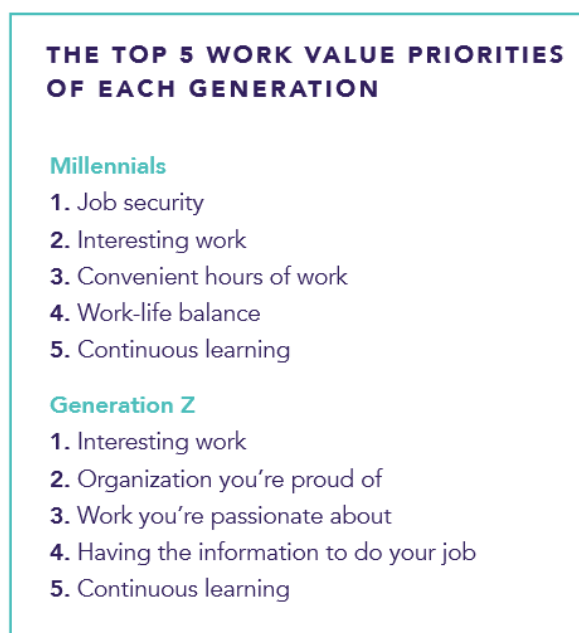 THE TOP 5 WORK VALUE PRIORITIES
OF EACH GENERATION
Millennials
1. Job security
2. Interesting work
3. Convenient hours of work
4. Work-life balance
5. Continuous learning
Generation Z
1. Interesting work
2. Organization you’re proud of
3. Work you’re passionate about
4. Having the information to do your job
5. Continuous learning